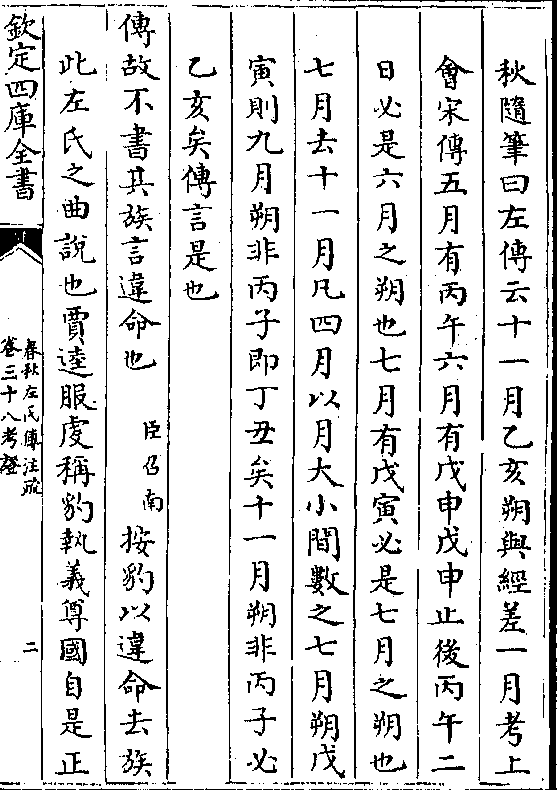 秋隨筆曰左傳云十一月乙亥朔與經差一月考上
會宋傳五月有丙午六月有戊申戊申止後丙午二
日必是六月之朔也七月有戊寅必是七月之朔也
七月去十一月凡四月以月大小間數之七月朔戊
寅則九月朔非丙子即丁丑矣十一月朔非丙子必
乙亥矣傳言是也
傳故不書其族言違命也 臣召南 按豹以違命去族
此左氏之曲說也賈逵服虔稱豹執義尊國自是正
欽定四庫全書
春秋左氏傳注疏
卷三十八考證
二